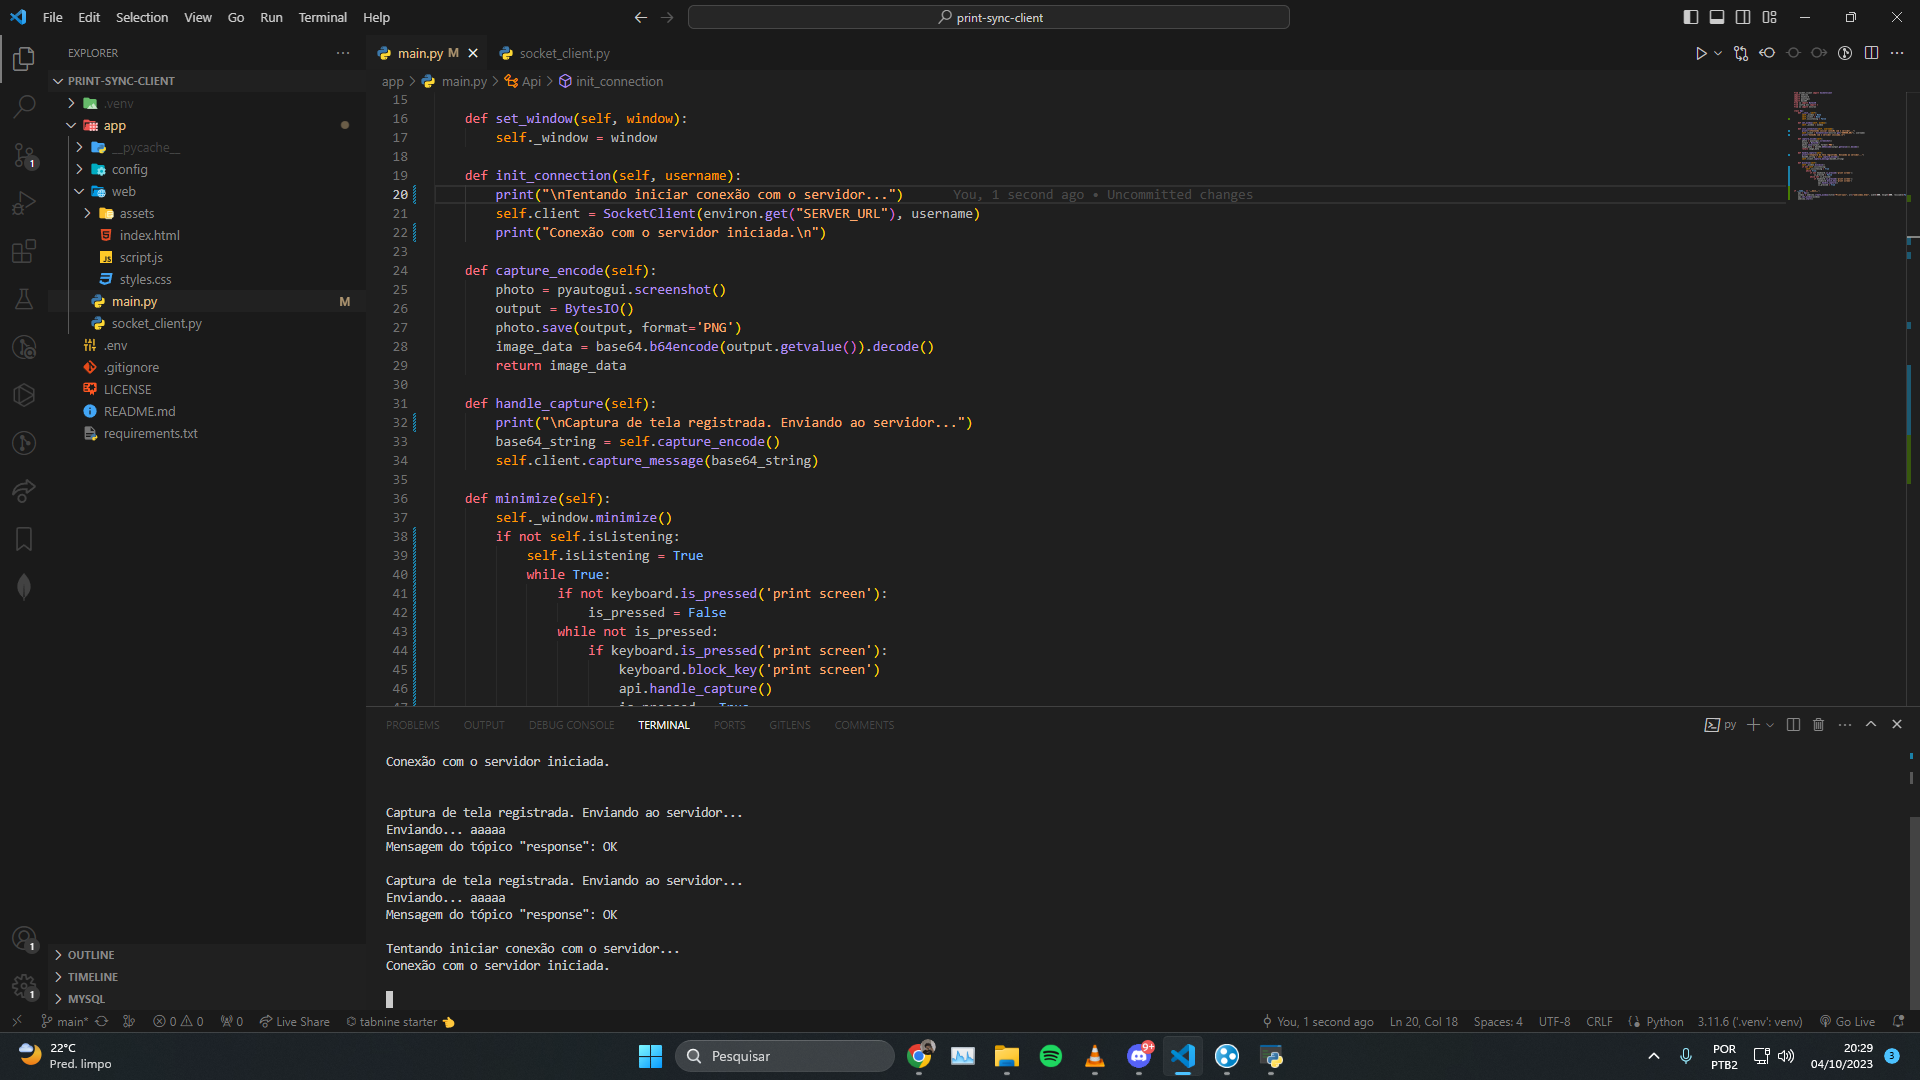 File Edit Selection View Go Run Terminal Help
print-sync-client
EXPLORER
PRINT-SYNC-CLIENT
.venv
app
__pycache__
config
web
assets
index.html
script.js
styles.css
main.py M
socket_client.py
.env
.gitignore
LICENSE
README.md
requirements.txt
OUTLINE
TIMELINE
MYSQL
1
1
1
main.py M
socket_client.py
app > main.py > Api > init_connection
15
16 def set_window(self, window):
17 self._window = window
18
19 def init_connection(self, username):
20 print("\nTentando iniciar conexão com o servidor...") You, 1 second ago • Uncommitted changes
21 self.client = SocketClient(environ.get("SERVER_URL"), username)
22 print("Conexão com o servidor iniciada.\n")
23
24 def capture_encode(self):
25 photo = pyautogui.screenshot()
26 output = BytesIO()
27 photo.save(output, format='PNG')
28 image_data = base64.b64encode(output.getvalue()).decode()
29 return image_data
30
31 def handle_capture(self):
32 print("\nCaptura de tela registrada. Enviando ao servidor...")
33 base64_string = self.capture_encode()
34 self.client.capture_message(base64_string)
35
36 def minimize(self):
37 self._window.minimize()
38 if not self.isListening:
39 self.isListening = True
40 while True:
41 if not keyboard.is_pressed('print screen'):
42 is_pressed = False
43 while not is_pressed:
44 if keyboard.is_pressed('print screen'):
45 keyboard.block_key('print screen')
46 api.handle_capture()
PROBLEMS OUTPUT DEBUG CONSOLE TERMINAL PORTS GITLENS COMMENTS
py
Conexão com o servidor iniciada.
Captura de tela registrada. Enviando ao servidor...
Enviando... aaaaa
Mensagem do tópico "response": OK
Captura de tela registrada. Enviando ao servidor...
Enviando... aaaaa
Mensagem do tópico "response": OK
Tentando iniciar conexão com o servidor...
Conexão com o servidor iniciada.
main* 0 0 0 Live Share tabnine starter You, 1 second ago Ln 20, Col 18 Spaces: 4 UTF-8 CRLF Python 3.11.6 ('.venv': venv) Go Live
22°C
Pred. limpo
Pesquisar
9+
POR
PTB2
20:29
04/10/2023
3